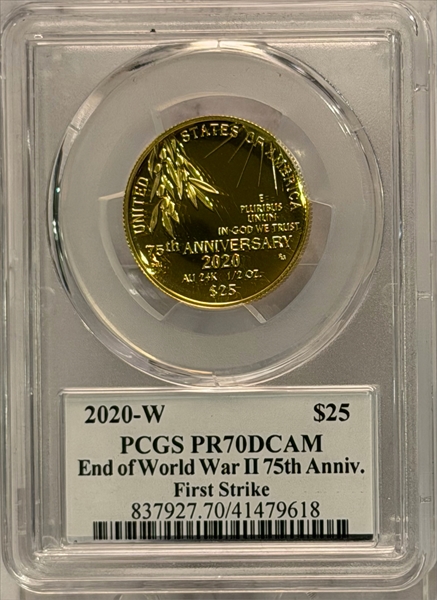 UNITED STATES OF AMERICA
E
PLURIBUS
UNUM
IN GOD WE TRUST
75th ANNIVERSARY
2020
AU 24K 1/2 OZ.
$25
2020-W $25
PCGS PR70DCAM
End of World War II 75th Anniv.
First Strike
837927.70/41479618